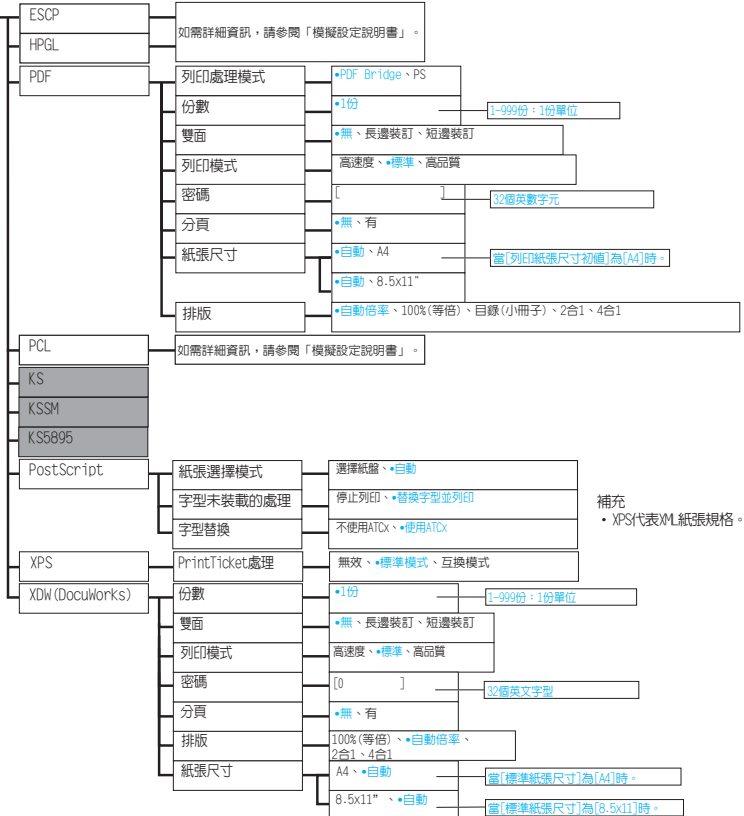 ESCP
如需詳細資訊，請參閱「模擬設定說明書」。
HPGL
PDF
列印處理模式
•PDF Bridge、PS
份數
•1份
1-999份：1份單位
雙面
•無、長邊裝訂、短邊裝訂
列印模式
高速度、•標準、高品質
密碼
[ ]
32個英數字元
分頁
•無、有
紙張尺寸
•自動、A4
當[列印紙張尺寸初值]為[A4]時。
•自動、8.5x11"
排版
•自動倍率、100%(等倍)、目錄(小冊子)、2合1、4合1
PCL
如需詳細資訊，請參閱「模擬設定說明書」。
KS
KSSM
KS5895
PostScript
紙張選擇模式
選擇紙盤、•自動
字型未裝載的處理
停止列印、•替換字型並列印
字型替換
不使用ATCx、•使用ATCx
補充
• XPS代表XML紙張規格。
XPS
PrintTicket處理
無效、•標準模式、互換模式
XDW(DocuWorks)
份數
•1份
1-999份：1份單位
雙面
•無、長邊裝訂、短邊裝訂
列印模式
高速度、•標準、高品質
密碼
[0 ]
32個英文字型
分頁
•無、有
排版
100%(等倍)、•自動倍率、
2合1、4合1
紙張尺寸
A4、•自動
當[標準紙張尺寸]為[A4]時。
8.5x11" 、•自動
當[標準紙張尺寸]為[8.5x11]時。